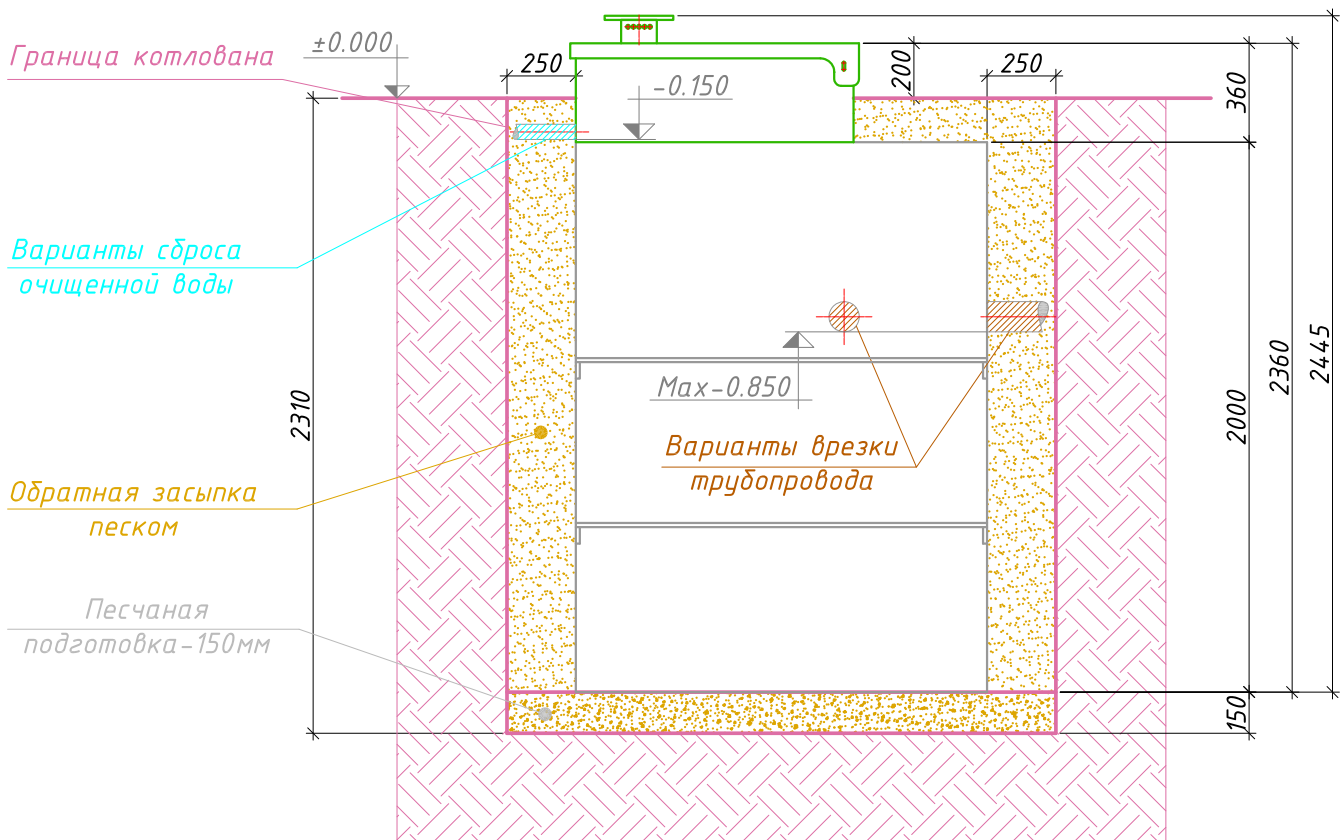 Граница котлована
±0.000
250
-0.150
200
250
360
Варианты сброса
очищенной воды
2310
Max-0.850
Варианты врезки
трубопровода
2000
2360
2445
Обратная засыпка
песком
Песчаная
подготовка-150мм
150